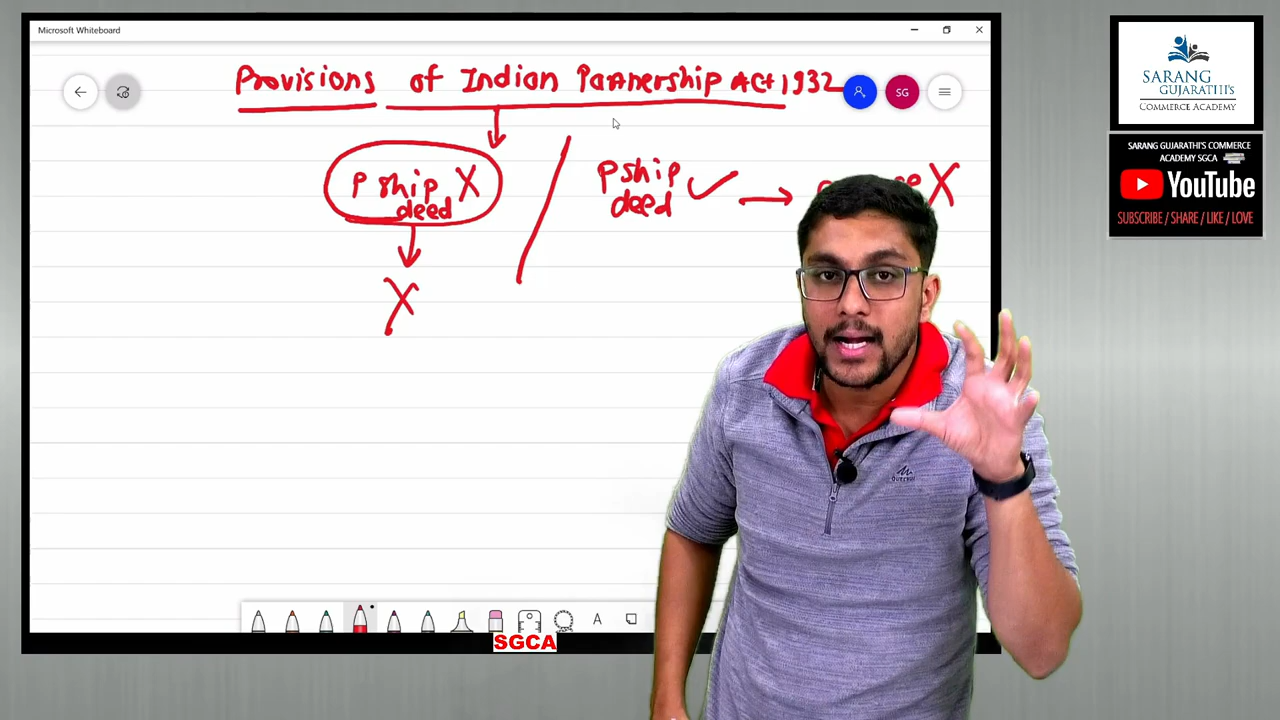 Microsoft Whiteboard
Provisions of Indian Partnership Act 1932
SG
P ship X
deed
Pship
deed
X
X
A
SGCA
SARANG
GUJARATHI'S
COMMERCE ACADEMY
SARANG GUJARATHI'S COMMERCE
ACADEMY SGCA
YouTube
SUBSCRIBE / SHARE / LIKE / LOVE
QUECHUA